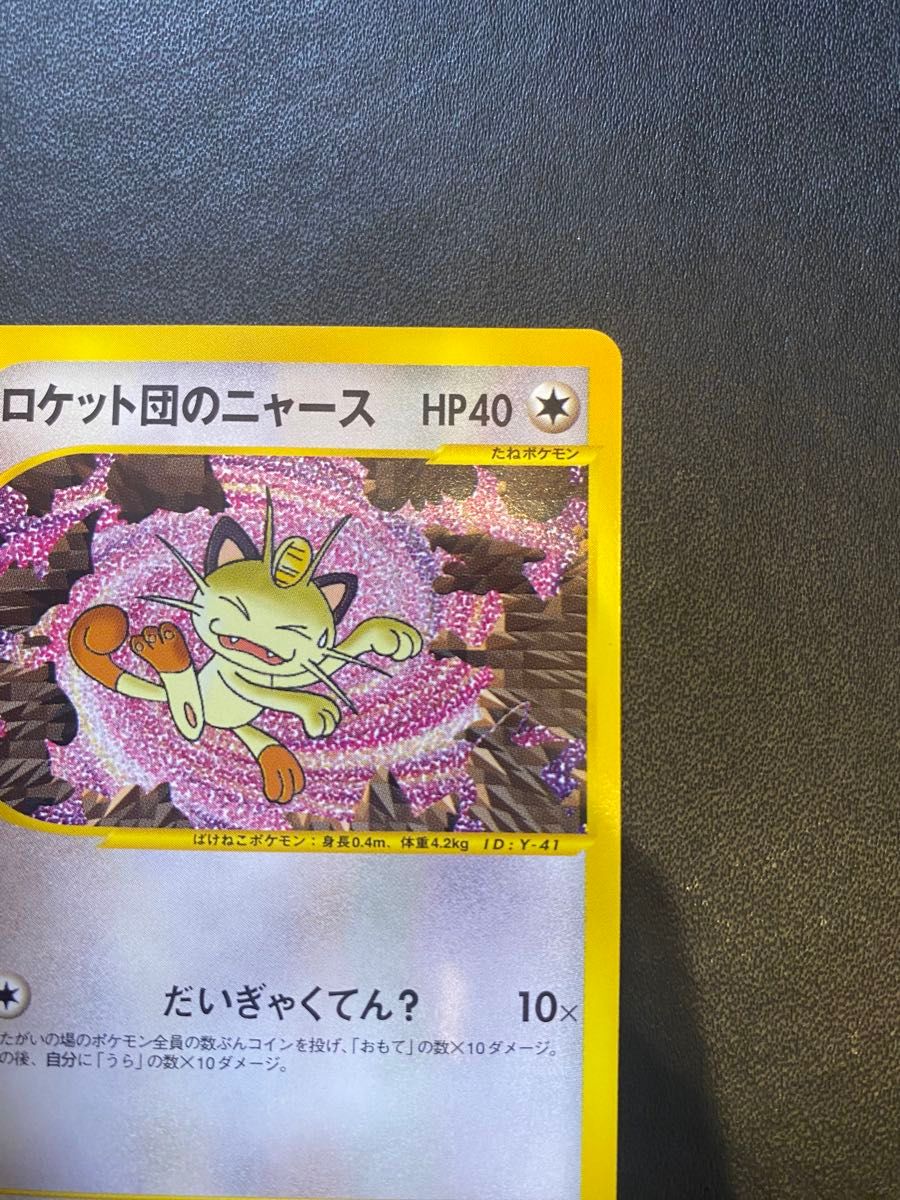 ロケット団のニャース HP40
たねポケモン
ばけねこポケモン：身長0.4m、体重4.2kg ID:Y-41
だいぎゃくてん？ 10×
たがいの場のポケモン全員の数ぶんコインを投げ、「おもて」の数×10ダメージ。
の後、自分に「うら」の数×10ダメージ。